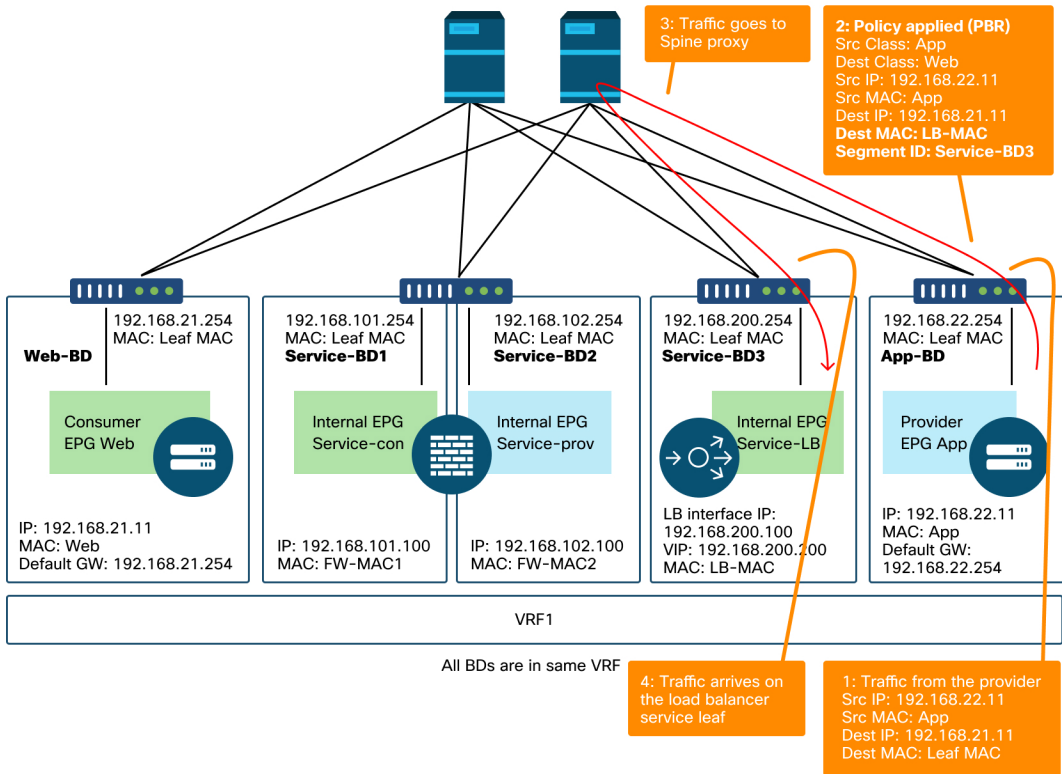 3: Traffic goes to
Spine proxy
2: Policy applied (PBR)
Src Class: App
Dest Class: Web
Src IP: 192.168.22.11
Src MAC: App
Dest IP: 192.168.21.11
Dest MAC: LB-MAC
Segment ID: Service-BD3
192.168.21.254
MAC: Leaf MAC
Web-BD
Consumer
EPG Web
IP: 192.168.21.11
MAC: Web
Default GW: 192.168.21.254
192.168.101.254
MAC: Leaf MAC
Service-BD1
Internal EPG
Service-con
IP: 192.168.101.100
MAC: FW-MAC1
192.168.102.254
MAC: Leaf MAC
Service-BD2
Internal EPG
Service-prov
IP: 192.168.102.100
MAC: FW-MAC2
192.168.200.254
MAC: Leaf MAC
Service-BD3
Internal EPG
Service-LB
LB interface IP:
192.168.200.100
VIP: 192.168.200.200
MAC: LB-MAC
192.168.22.254
MAC: Leaf MAC
App-BD
Provider
EPG App
IP: 192.168.22.11
MAC: App
Default GW:
192.168.22.254
VRF1
All BDs are in same VRF
4: Traffic arrives on
the load balancer
service leaf
1: Traffic from the provider
Src IP: 192.168.22.11
Src MAC: App
Dest IP: 192.168.21.11
Dest MAC: Leaf MAC